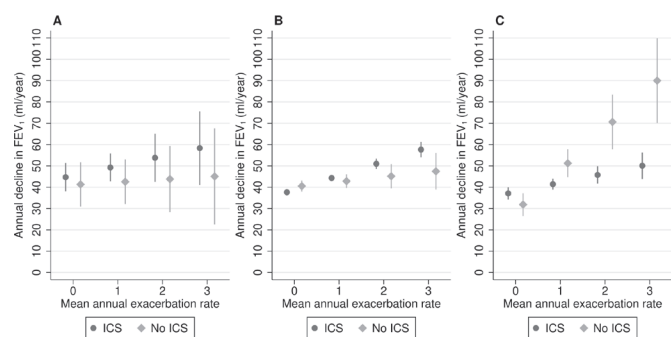 A
Annual decline in FEV₁ (ml/year)
110
100
90
80
70
60
50
40
30
20
10
0
0 1 2 3
Mean annual exacerbation rate
ICS No ICS
B
Annual decline in FEV₁ (ml/year)
110
100
90
80
70
60
50
40
30
20
10
0
0 1 2 3
Mean annual exacerbation rate
ICS No ICS
C
Annual decline in FEV₁ (ml/year)
110
100
90
80
70
60
50
40
30
20
10
0
0 1 2 3
Mean annual exacerbation rate
ICS No ICS